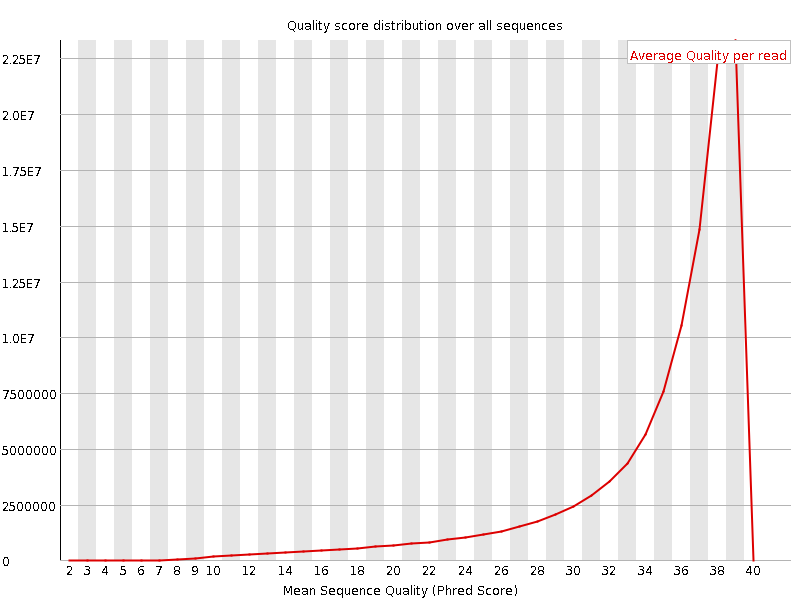 Quality score distribution over all sequences
Average Quality per read
2.25E7
2.0E7
1.75E7
1.5E7
1.25E7
1.0E7
7500000
5000000
2500000
0
2 3 4 5 6 7 8 9 10 12 14 16 18 20 22 24 26 28 30 32 34 36 38 40
Mean Sequence Quality (Phred Score)